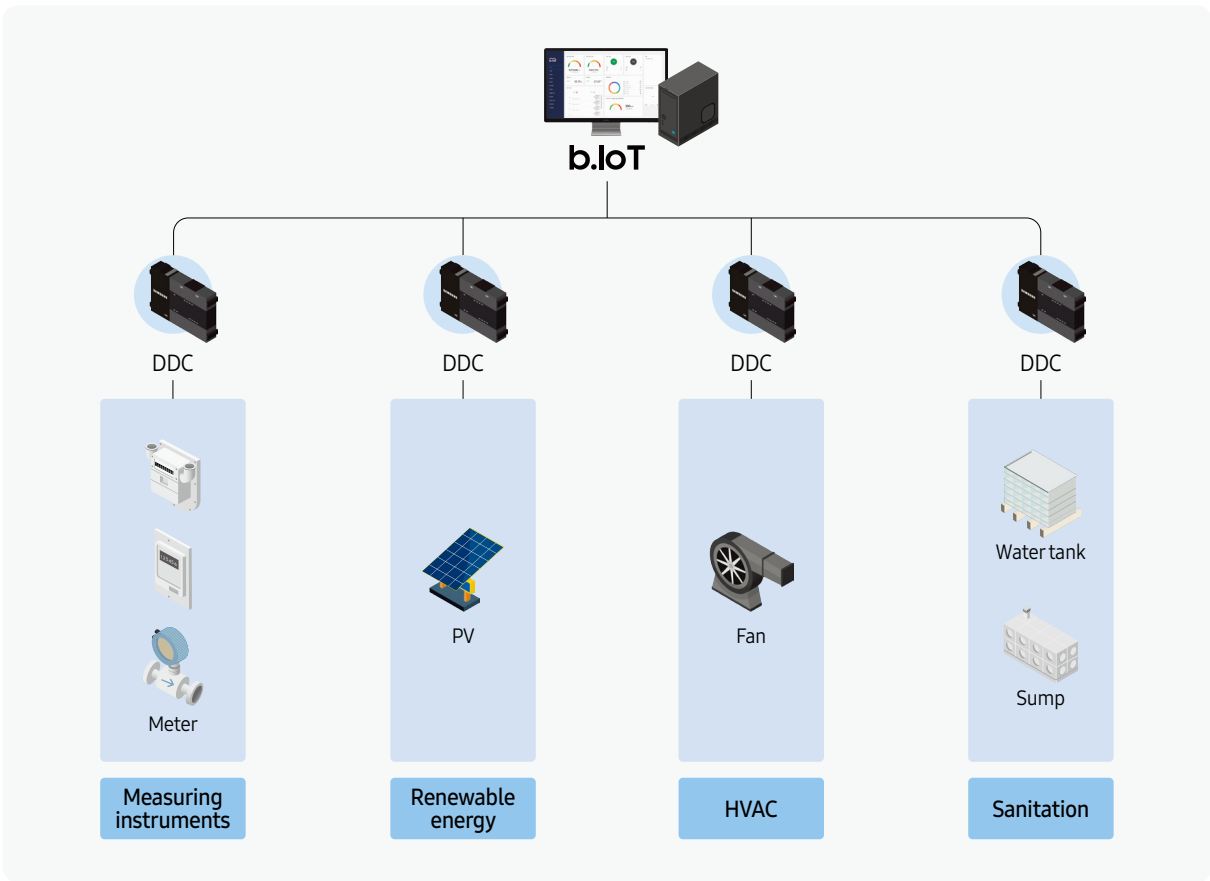 b.IoT
DDC
DDC
DDC
DDC
Meter
PV
Fan
Water tank
Sump
Measuring
instruments
Renewable
energy
HVAC
Sanitation